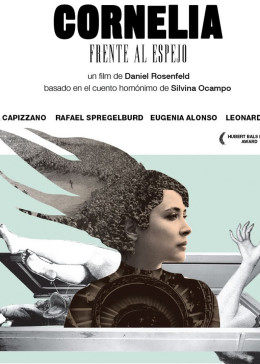 CORNELIA
FRENTE AL ESPEJO
un film de Daniel Rosenfeld
basado en el cuento homónimo de Silvina Ocampo
CAPIZZANO RAFAEL SPREGELBURD EUGENIA ALONSO LEONARD
HUBERT BALS
AWARD